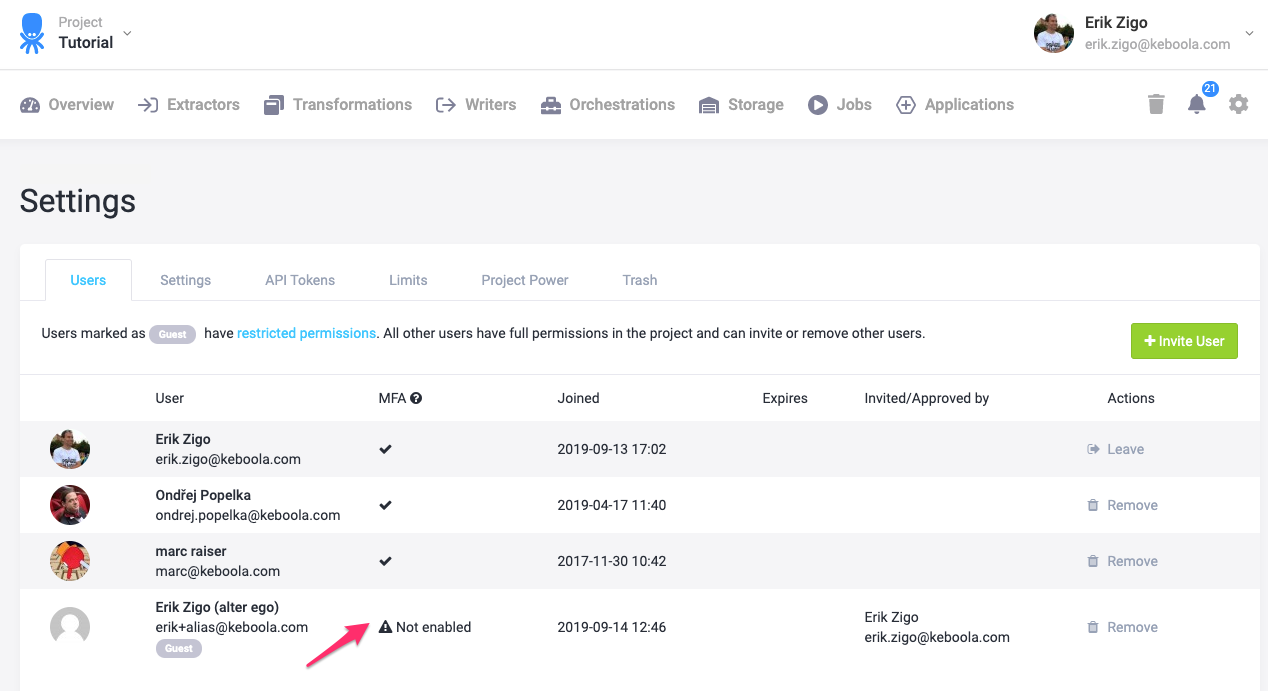 Project
Tutorial
Erik Zigo
erik.zigo@keboola.com
Overview Extractors Transformations Writers Orchestrations Storage Jobs Applications 21
Settings
Users Settings API Tokens Limits Project Power Trash
Users marked as Guest have restricted permissions. All other users have full permissions in the project and can invite or remove other users.
Invite User
User MFA Joined Expires Invited/Approved by Actions
Erik Zigo
erik.zigo@keboola.com
2019-09-13 17:02 Leave
Ondřej Popelka
ondrej.popelka@keboola.com
2019-04-17 11:40 Remove
marc raiser
marc@keboola.com
2017-11-30 10:42 Remove
Erik Zigo (alter ego)
erik+alias@keboola.com
Guest
Not enabled 2019-09-14 12:46
Erik Zigo
erik.zigo@keboola.com
Remove